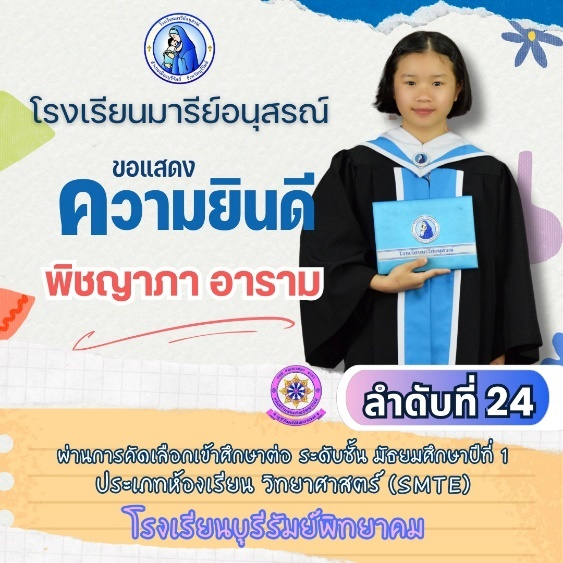 โรงเรียนมารีย์อนุสรณ์
ขอแสดง
ความยินดี
พิชญาภา อาราม
ลำดับที่ 24
ผ่านการคัดเลือกเข้าศึกษาต่อ ระดับชั้น มัธยมศึกษาปีที่ 1
ประเภทห้องเรียน วิทยาศาสตร์ (SMTE)
โรงเรียนบุรีรัมย์พิทยาคม